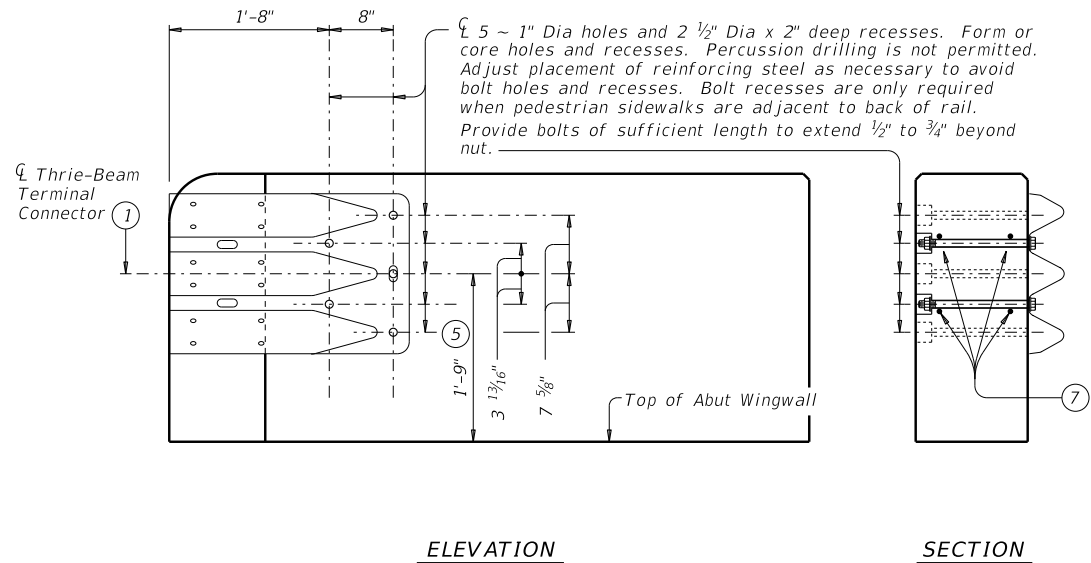 1'-8"
8"
℄ 5 ~ 1" Dia holes and 2 ½" Dia x 2" deep recesses. Form or
core holes and recesses. Percussion drilling is not permitted.
Adjust placement of reinforcing steel as necessary to avoid
bolt holes and recesses. Bolt recesses are only required
when pedestrian sidewalks are adjacent to back of rail.
Provide bolts of sufficient length to extend ½" to ¾" beyond
nut.
℄ Thrie-Beam
Terminal
Connector 1
5
1'-9"
3 13/16"
7 5/8"
Top of Abut Wingwall
7
ELEVATION
SECTION